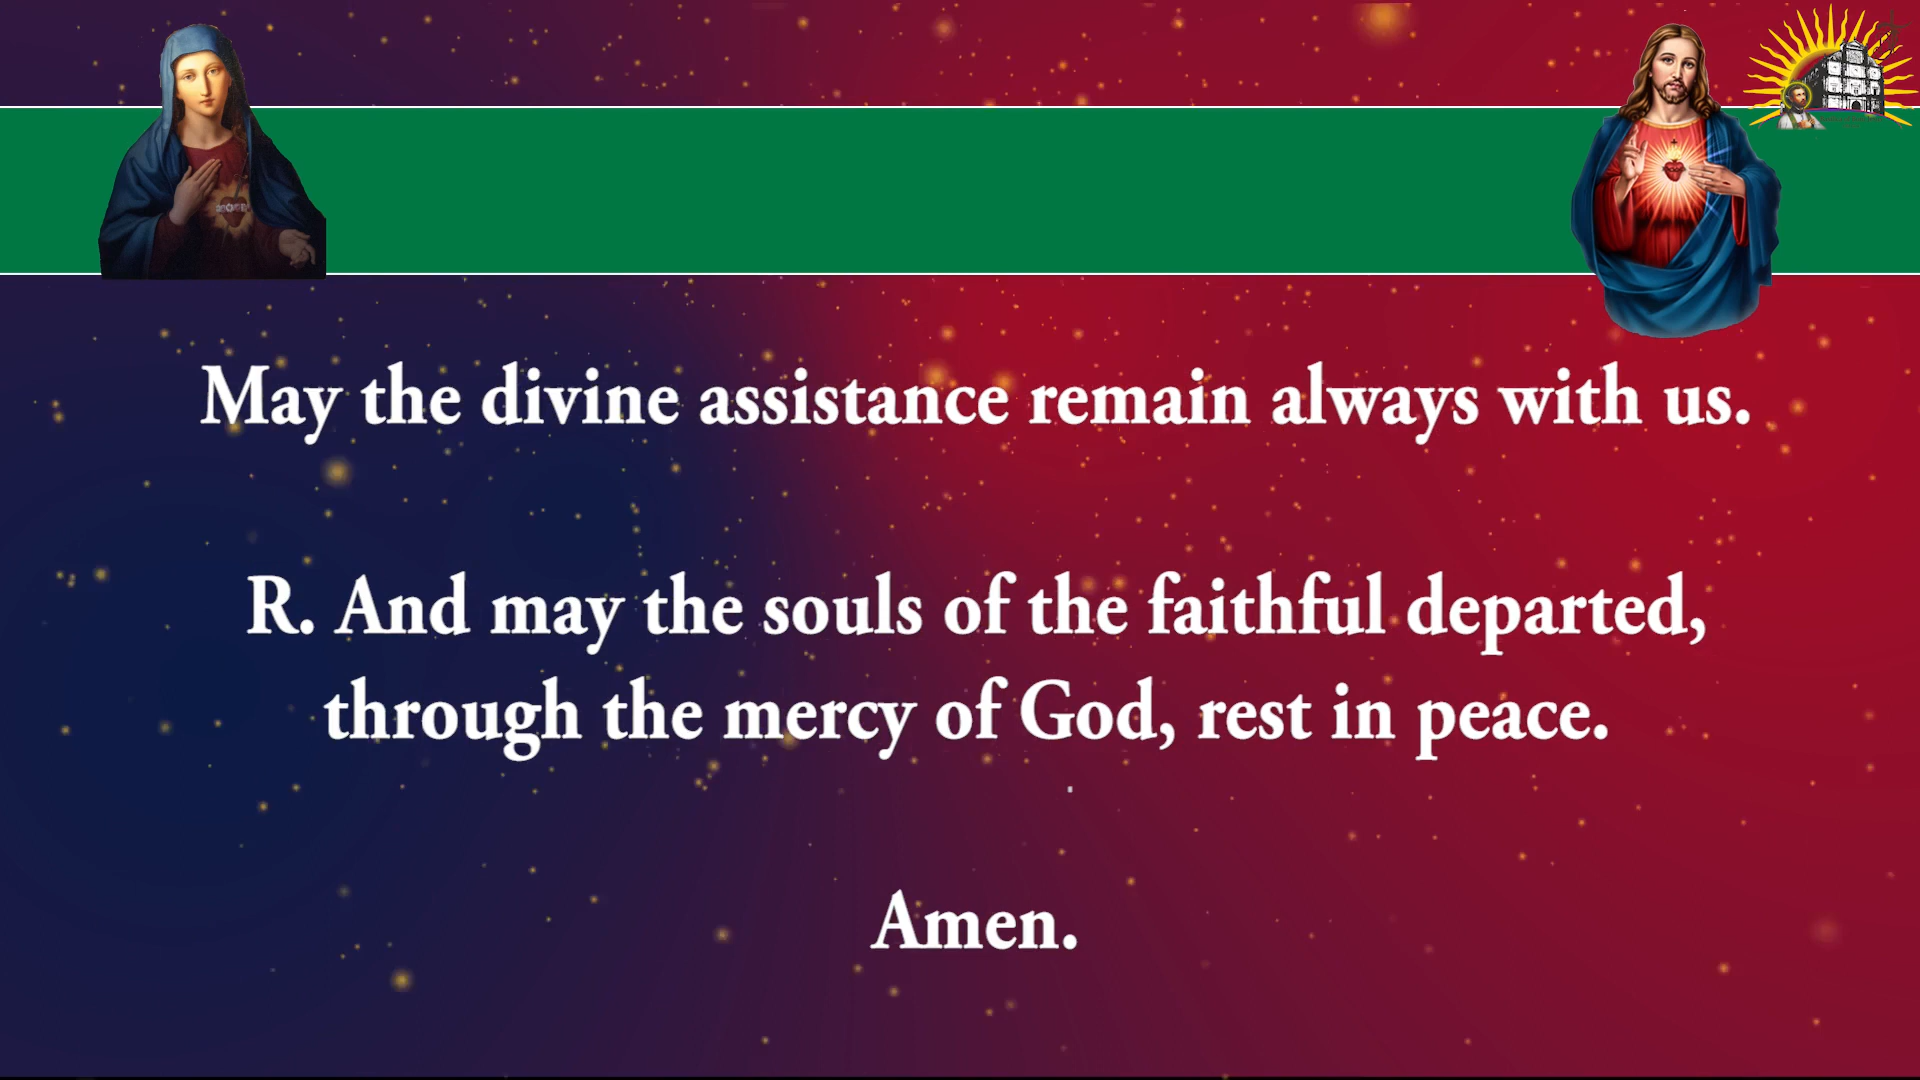 May the divine assistance remain always with us.
R. And may the souls of the faithful departed,
through the mercy of God, rest in peace.
Amen.